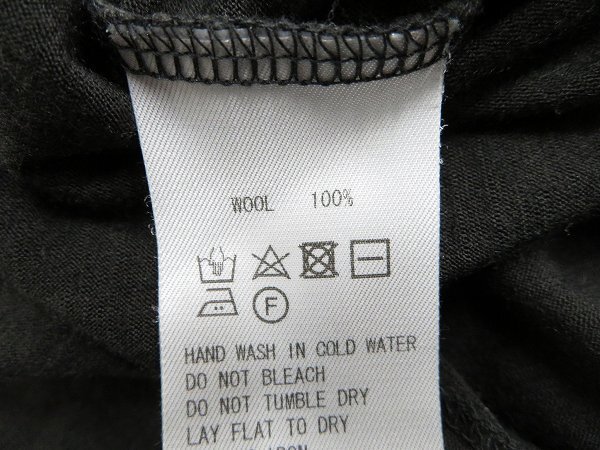 WOOL 100%
F
HAND WASH IN COLD WATER
DO NOT BLEACH
DO NOT TUMBLE DRY
LAY FLAT TO DRY